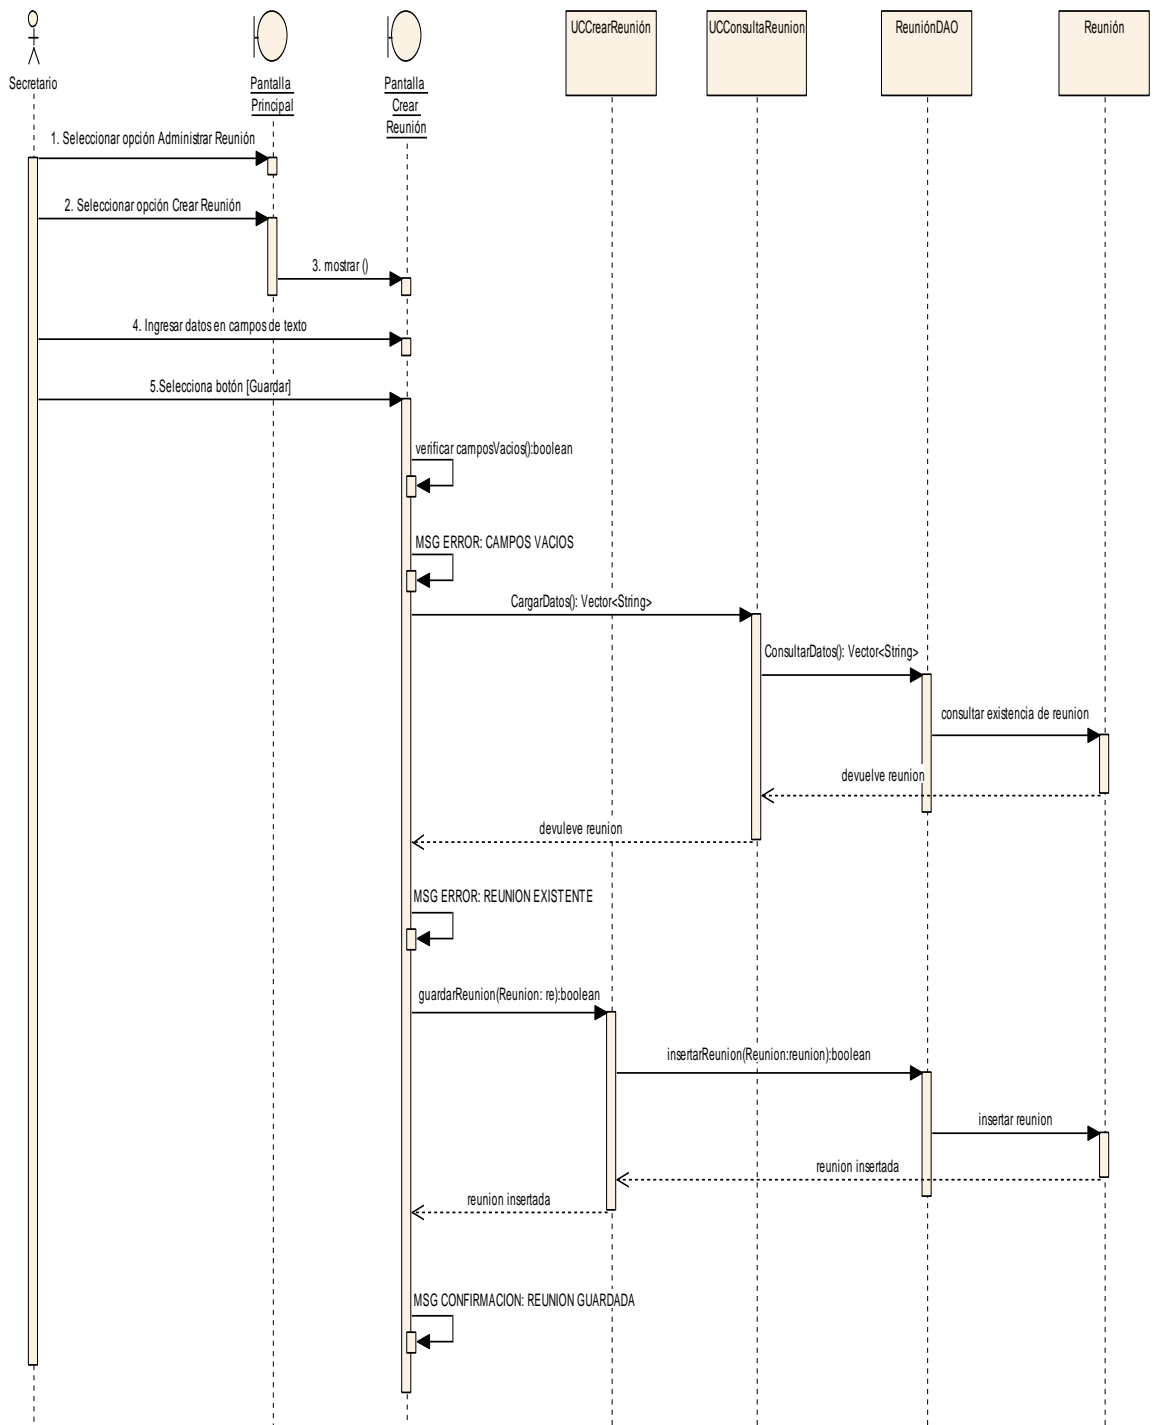 Secretario
Pantalla
Principal
Pantalla
Crear
Reunión
UCCrearReunión
UCConsultaReunion
ReuniónDAO
Reunión
1. Seleccionar opción Administrar Reunión
2. Seleccionar opción Crear Reunión
3. mostrar ()
4. Ingresar datos en campos de texto
5.Selecciona botón [Guardar]
verificar camposVacios():boolean
MSG ERROR: CAMPOS VACIOS
CargarDatos(): Vector<String>
ConsultarDatos(): Vector<String>
consultar existencia de reunion
devuelve reunion
devuleve reunion
MSG ERROR: REUNION EXISTENTE
guardarReunion(Reunion: re):boolean
insertarReunion(Reunion:reunion):boolean
insertar reunion
reunion insertada
reunion insertada
MSG CONFIRMACION: REUNION GUARDADA